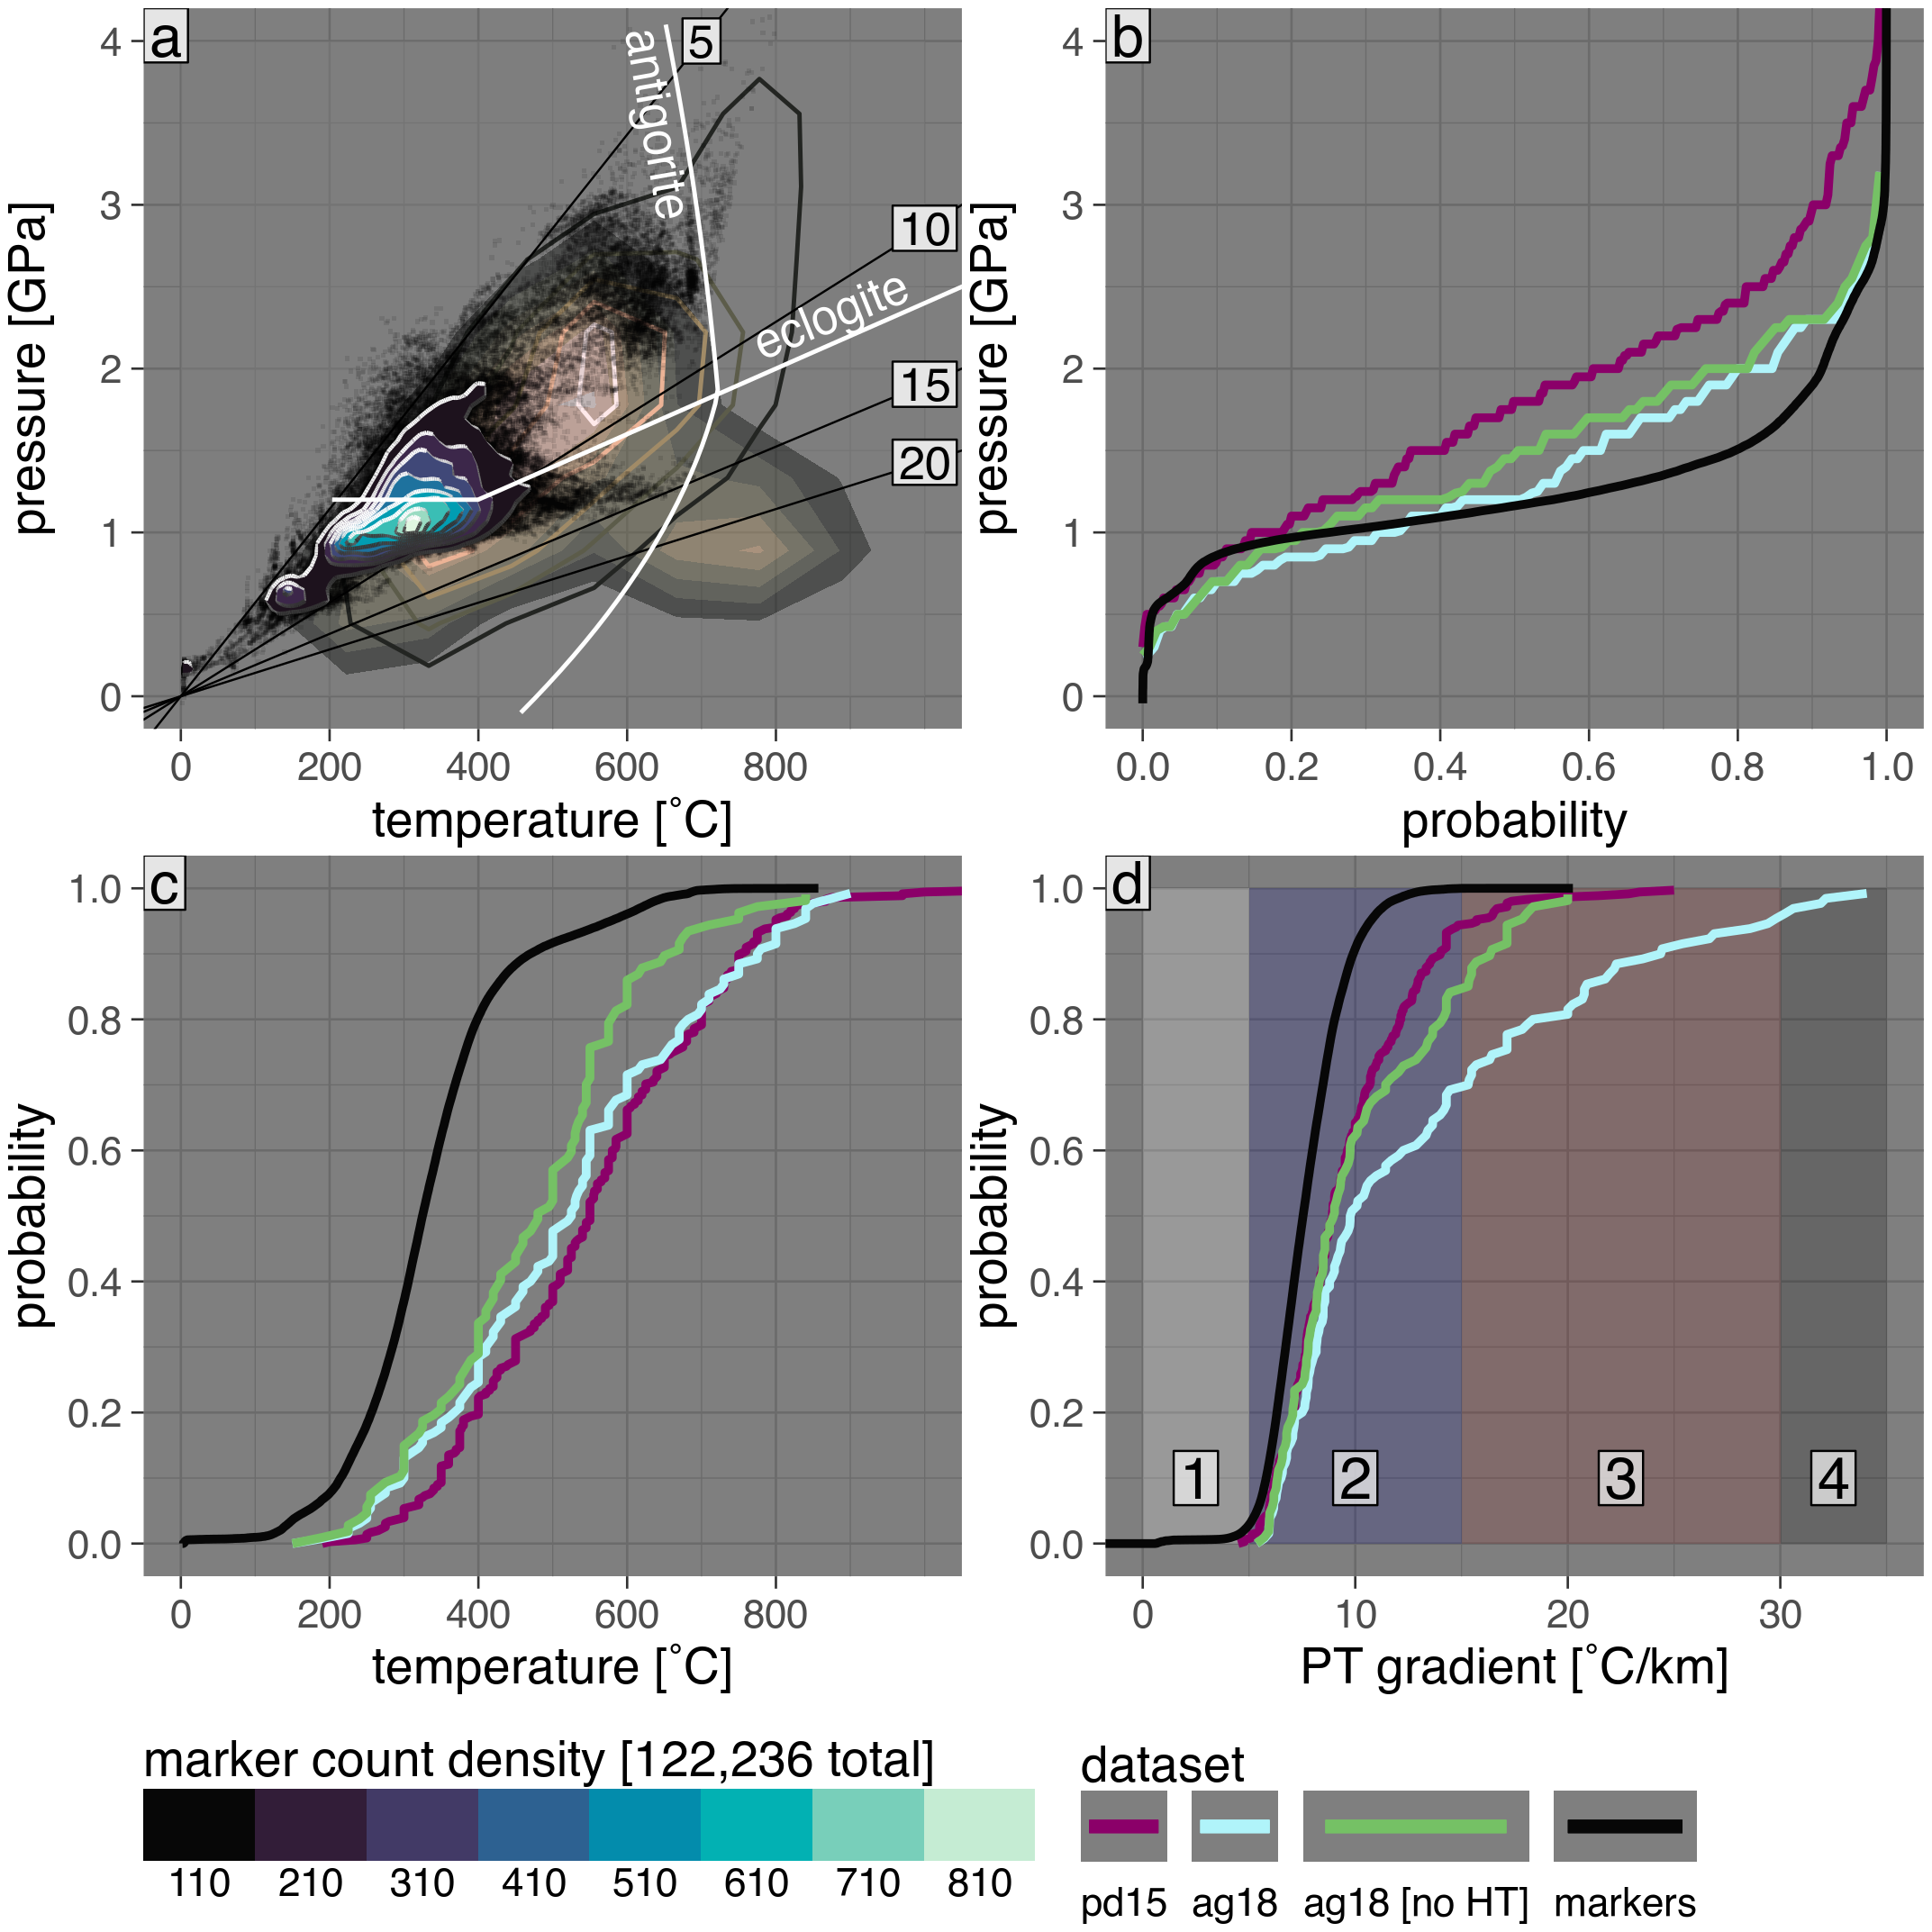 a
5
antigorite
10
eclogite
15
20
4
3
2
1
0
pressure [GPa]
0 200 400 600 800
temperature [˚C]
b
4
3
2
1
0
pressure [GPa]
0.0 0.2 0.4 0.6 0.8 1.0
probability
c
1.0
0.8
0.6
0.4
0.2
0.0
probability
0 200 400 600 800
temperature [˚C]
d
1.0
0.8
0.6
0.4
0.2
0.0
probability
1 2 3 4
0 10 20 30
PT gradient [˚C/km]
marker count density [122,236 total]
110 210 310 410 510 610 710 810
dataset
pd15 ag18 ag18 [no HT] markers